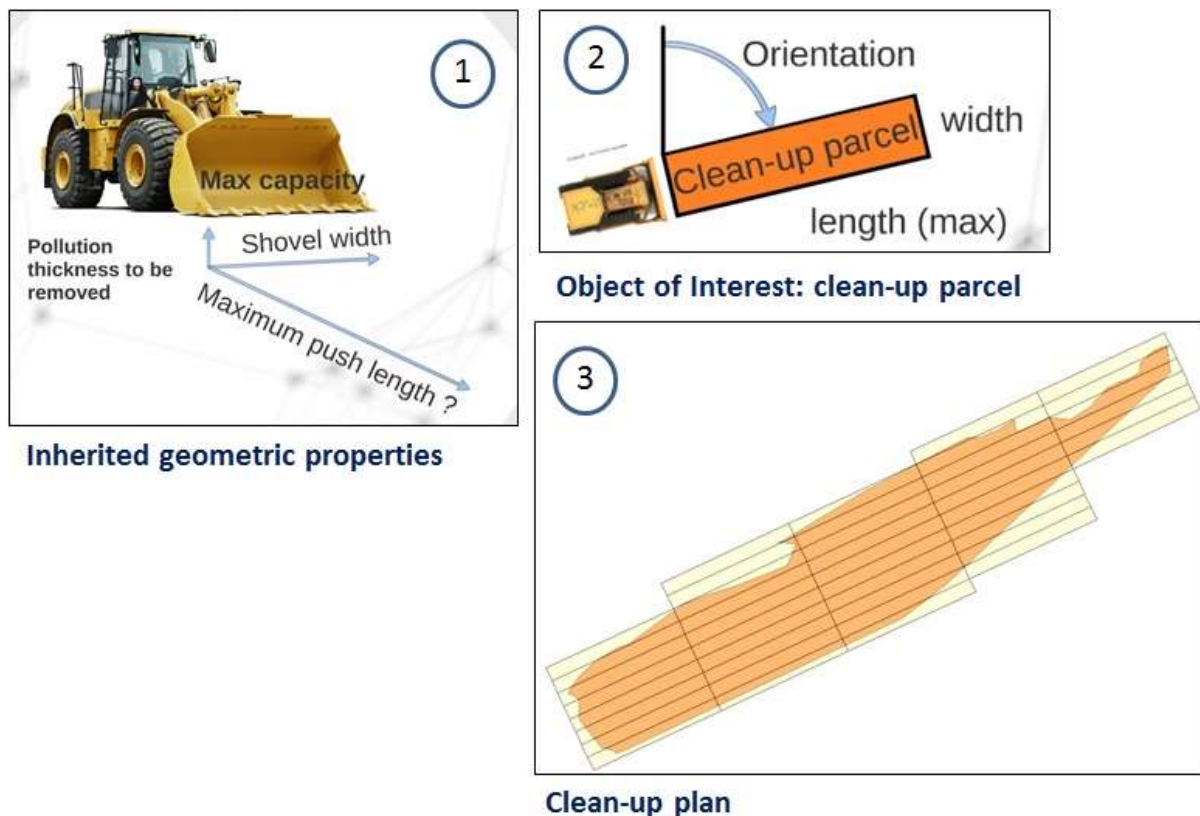 1
Max capacity
Pollution
thickness to be
removed
Shovel width
Maximum push length ?
Inherited geometric properties
2
Orientation
Clean-up parcel
width
length (max)
Object of Interest: clean-up parcel
3
Clean-up plan